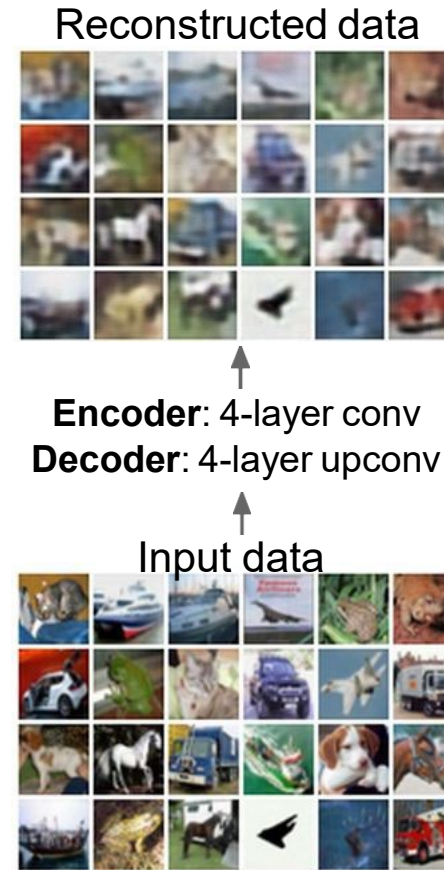 Reconstructed data
Encoder: 4-layer conv
Decoder: 4-layer upconv
Input data